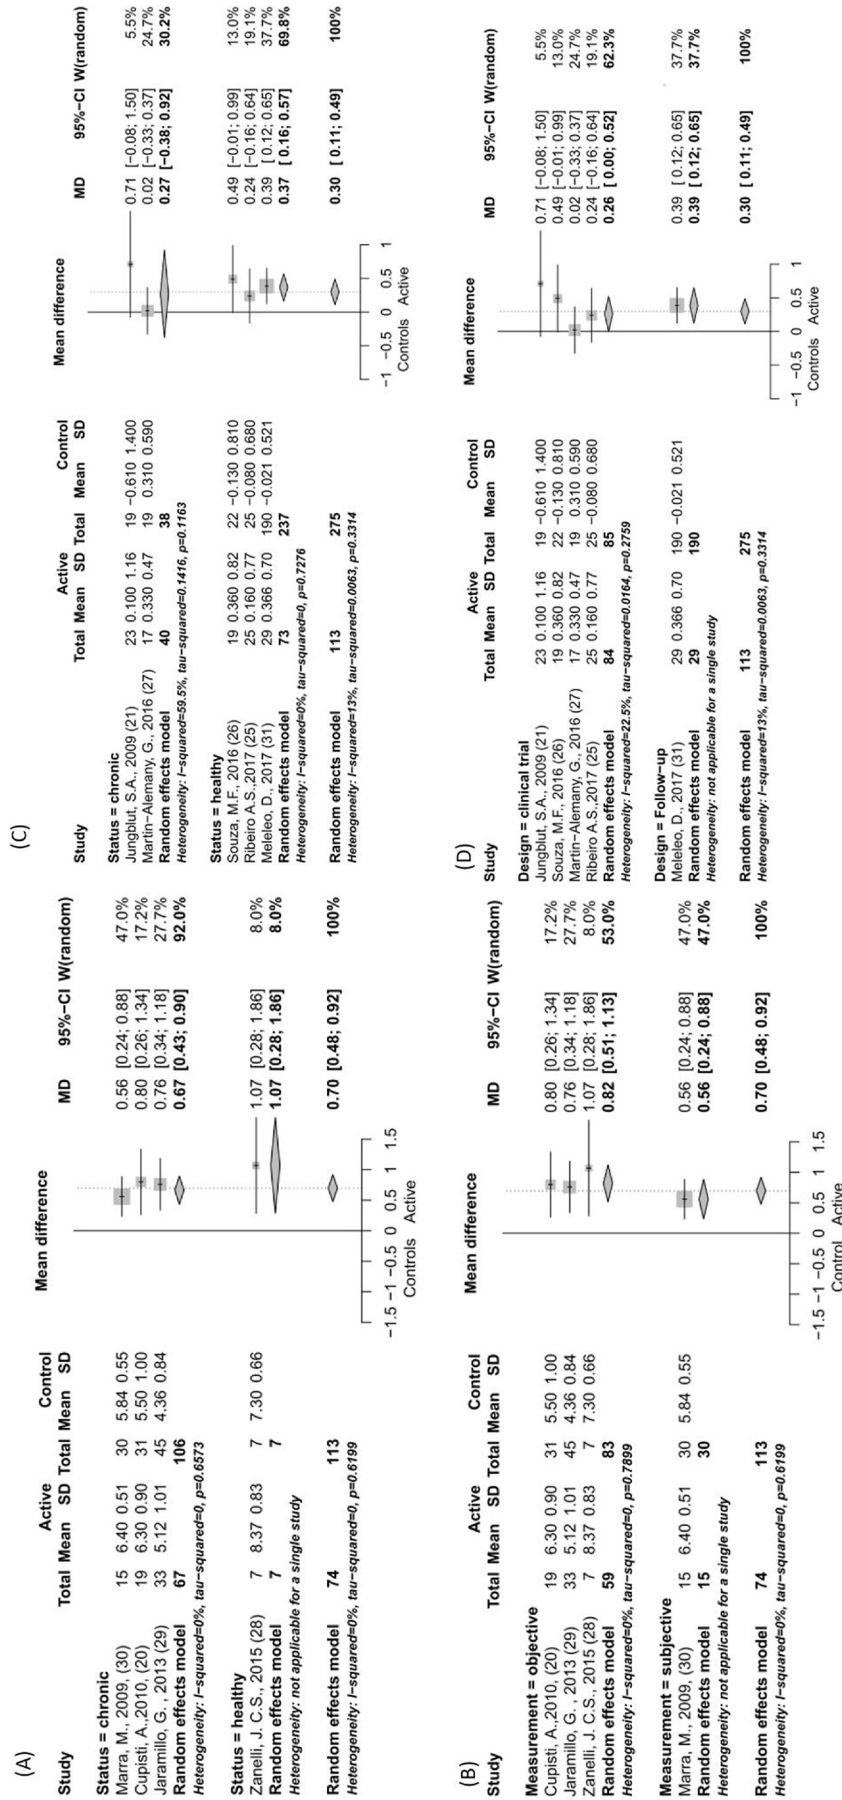 (A)
Active Control
Study Total Mean SD Total Mean SD Mean difference MD 95%−CI W(random)
Status = chronic
Marra, M., 2009, (30) 15 6.40 0.51 30 5.84 0.55 0.56 [0.24; 0.88] 47.0%
Cupisti, A.,2010, (20) 19 6.30 0.90 31 5.50 1.00 0.80 [0.26; 1.34] 17.2%
Jaramillo, G. , 2013 (29) 33 5.12 1.01 45 4.36 0.84 0.76 [0.34; 1.18] 27.7%
Random effects model 67 106 0.67 [0.43; 0.90] 92.0%
Heterogeneity: I−squared=0%, tau−squared=0, p=0.6573
Status = healthy
Zanelli, J. C.S., 2015 (28) 7 8.37 0.83 7 7.30 0.66 1.07 [0.28; 1.86] 8.0%
Random effects model 7 7 1.07 [0.28; 1.86] 8.0%
Heterogeneity: not applicable for a single study
Random effects model 74 113 0.70 [0.48; 0.92] 100%
Heterogeneity: I−squared=0%, tau−squared=0, p=0.6199
−1.5 −1 −0.5 0 0.5 1 1.5
Controls Active
(B)
Active Control
Study Total Mean SD Total Mean SD Mean difference MD 95%−CI W(random)
Measurement = objective
Cupisti, A.,2010, (20) 19 6.30 0.90 31 5.50 1.00 0.80 [0.26; 1.34] 17.2%
Jaramillo, G. , 2013 (29) 33 5.12 1.01 45 4.36 0.84 0.76 [0.34; 1.18] 27.7%
Zanelli, J. C.S., 2015 (28) 7 8.37 0.83 7 7.30 0.66 1.07 [0.28; 1.86] 8.0%
Random effects model 59 83 0.82 [0.51; 1.13] 53.0%
Heterogeneity: I−squared=0%, tau−squared=0, p=0.7899
Measurement = subjective
Marra, M., 2009, (30) 15 6.40 0.51 30 5.84 0.55 0.56 [0.24; 0.88] 47.0%
Random effects model 15 30 0.56 [0.24; 0.88] 47.0%
Heterogeneity: not applicable for a single study
Random effects model 74 113 0.70 [0.48; 0.92] 100%
Heterogeneity: I−squared=0%, tau−squared=0, p=0.6199
−1.5 −1 −0.5 0 0.5 1 1.5
Control Active
(C)
Active Control
Study Total Mean SD Total Mean SD Mean difference MD 95%−CI W(random)
Status = chronic
Jungblut, S.A., 2009 (21) 23 0.100 1.16 19 −0.610 1.400 0.71 [−0.08; 1.50] 5.5%
Martin−Alemany, G., 2016 (27) 17 0.330 0.47 19 0.310 0.590 0.02 [−0.33; 0.37] 24.7%
Random effects model 40 38 0.27 [−0.38; 0.92] 30.2%
Heterogeneity: I−squared=59.5%, tau−squared=0.1416, p=0.1163
Status = healthy
Souza, M.F., 2016 (26) 19 0.360 0.82 22 −0.130 0.810 0.49 [−0.01; 0.99] 13.0%
Ribeiro A.S.,2017 (25) 25 0.160 0.77 25 −0.080 0.680 0.24 [−0.16; 0.64] 19.1%
Meleleo, D., 2017 (31) 29 0.366 0.70 190 −0.021 0.521 0.39 [ 0.12; 0.65] 37.7%
Random effects model 73 237 0.37 [ 0.16; 0.57] 69.8%
Heterogeneity: I−squared=0%, tau−squared=0, p=0.7276
Random effects model 113 275 0.30 [ 0.11; 0.49] 100%
Heterogeneity: I−squared=13%, tau−squared=0.0063, p=0.3314
−1 −0.5 0 0.5 1
Controls Active
(D)
Active Control
Study Total Mean SD Total Mean SD Mean difference MD 95%−CI W(random)
Design = clinical trial
Jungblut, S.A., 2009 (21) 23 0.100 1.16 19 −0.610 1.400 0.71 [−0.08; 1.50] 5.5%
Souza, M.F., 2016 (26) 19 0.360 0.82 22 −0.130 0.810 0.49 [−0.01; 0.99] 13.0%
Martin−Alemany, G., 2016 (27) 17 0.330 0.47 19 0.310 0.590 0.02 [−0.33; 0.37] 24.7%
Ribeiro A.S.,2017 (25) 25 0.160 0.77 25 −0.080 0.680 0.24 [−0.16; 0.64] 19.1%
Random effects model 84 85 0.26 [ 0.00; 0.52] 62.3%
Heterogeneity: I−squared=22.5%, tau−squared=0.0164, p=0.2759
Design = Follow−up
Meleleo, D., 2017 (31) 29 0.366 0.70 190 −0.021 0.521 0.39 [ 0.12; 0.65] 37.7%
Random effects model 29 190 0.39 [ 0.12; 0.65] 37.7%
Heterogeneity: not applicable for a single study
Random effects model 113 275 0.30 [ 0.11; 0.49] 100%
Heterogeneity: I−squared=13%, tau−squared=0.0063, p=0.3314
−1 −0.5 0 0.5 1
Controls Active